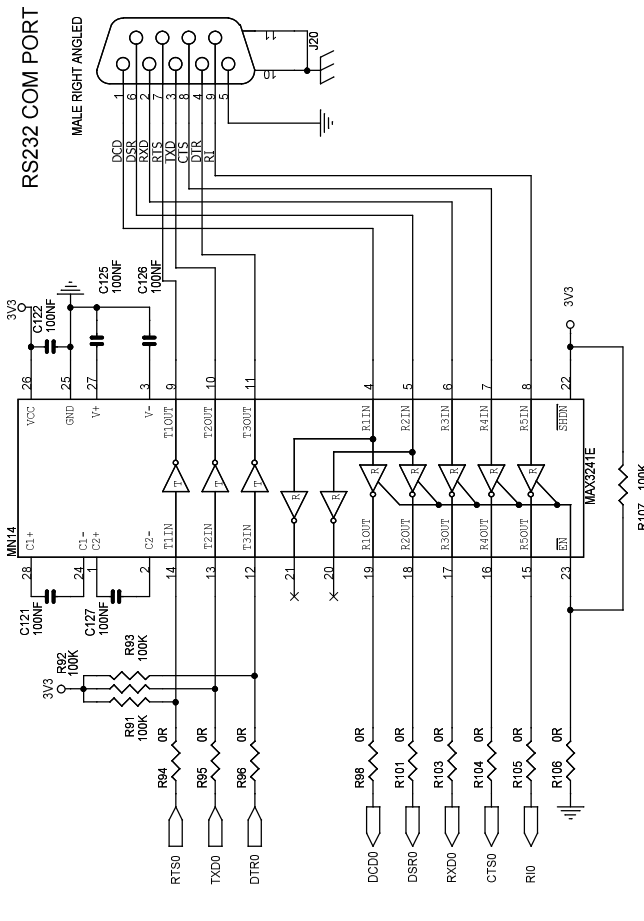 RS232 COM PORT
MALE RIGHT ANGLED
11
10
J20
1
6
2
7
3
8
4
9
5
DCD
DSR
RXD
RTS
TXD
CTS
DTR
RI
3V3
C122
100NF
C125
100NF
C126
100NF
3V3
26
25
27
3
9
10
11
4
5
6
7
8
22
VCC
GND
V+
V-
T1OUT
T2OUT
T3OUT
R1IN
R2IN
R3IN
R4IN
R5IN
SHDN
T
T
T
R
R
R
R
R
R
R
MN14
MAX3241E
R107 100K
C1+
C1-
C2+
C2-
T1IN
T2IN
T3IN
R1OUT
R2OUT
R3OUT
R4OUT
R5OUT
EN
28
24
1
2
14
13
12
21
20
19
18
17
16
15
23
C121
100NF
C127
100NF
3V3
R92
100K
R93
100K
R91
100K
R94 0R
R95 0R
R96 0R
R98 0R
R101 0R
R103 0R
R104 0R
R105 0R
R106 0R
RTS0
TXD0
DTR0
DCD0
DSR0
RXD0
CTS0
RI0